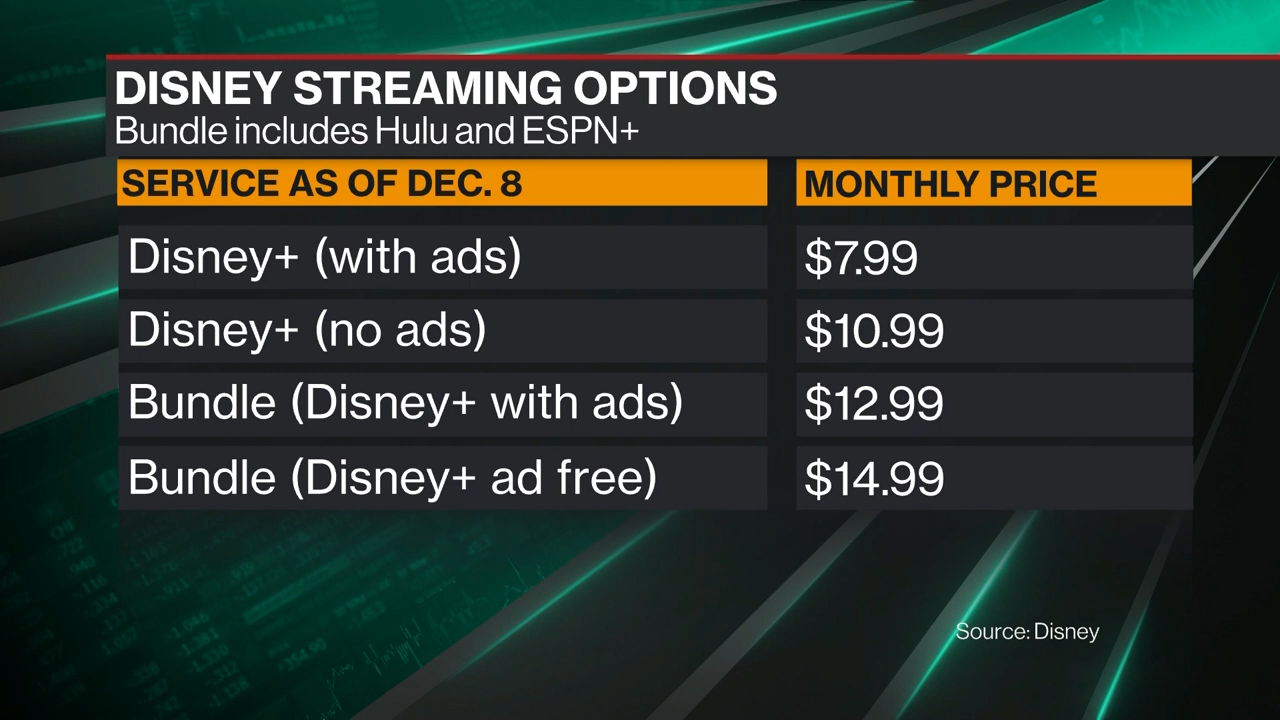 DISNEY STREAMING OPTIONS
Bundle includes Hulu and ESPN+
SERVICE AS OF DEC. 8 MONTHLY PRICE
Disney+ (with ads) $7.99
Disney+ (no ads) $10.99
Bundle (Disney+ with ads) $12.99
Bundle (Disney+ ad free) $14.99
Source: Disney